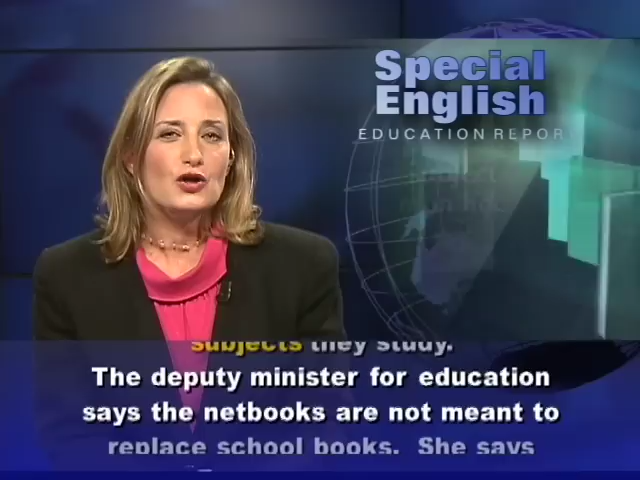 Special
English
EDUCATION REPOR
subjects they study.
The deputy minister for education
says the netbooks are not meant to
replace school books. She says